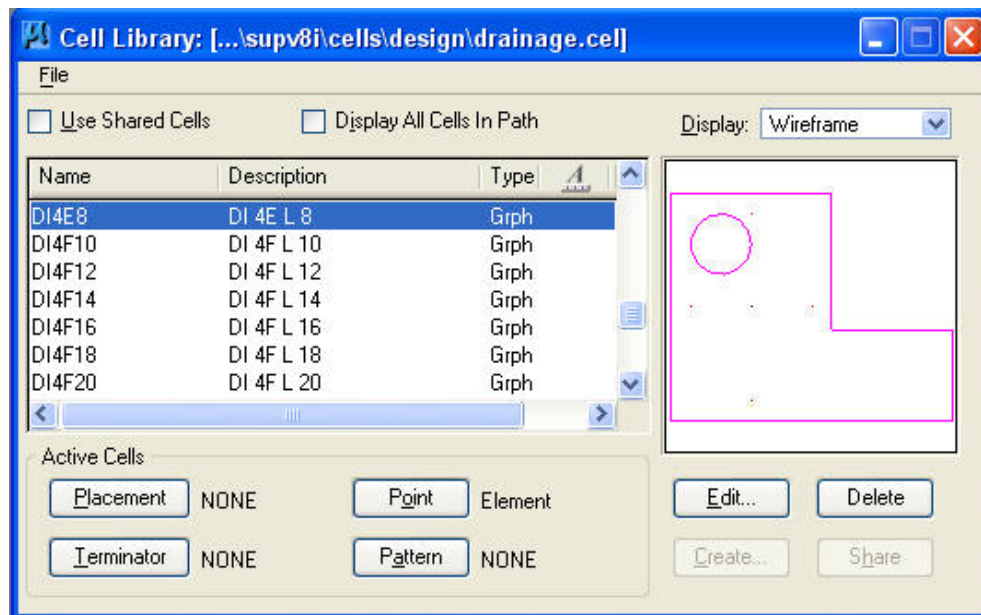 Cell Library: [...\supv8i\cells\design\drainage.cel]
File
Use Shared Cells Display All Cells In Path Display: Wireframe
Name Description Type A
DI4E8 DI 4E L 8 Grph
DI4F10 DI 4F L 10 Grph
DI4F12 DI 4F L 12 Grph
DI4F14 DI 4F L 14 Grph
DI4F16 DI 4F L 16 Grph
DI4F18 DI 4F L 18 Grph
DI4F20 DI 4F L 20 Grph
Active Cells
Placement NONE Point Element Edit... Delete
Terminator NONE Pattern NONE Create... Share